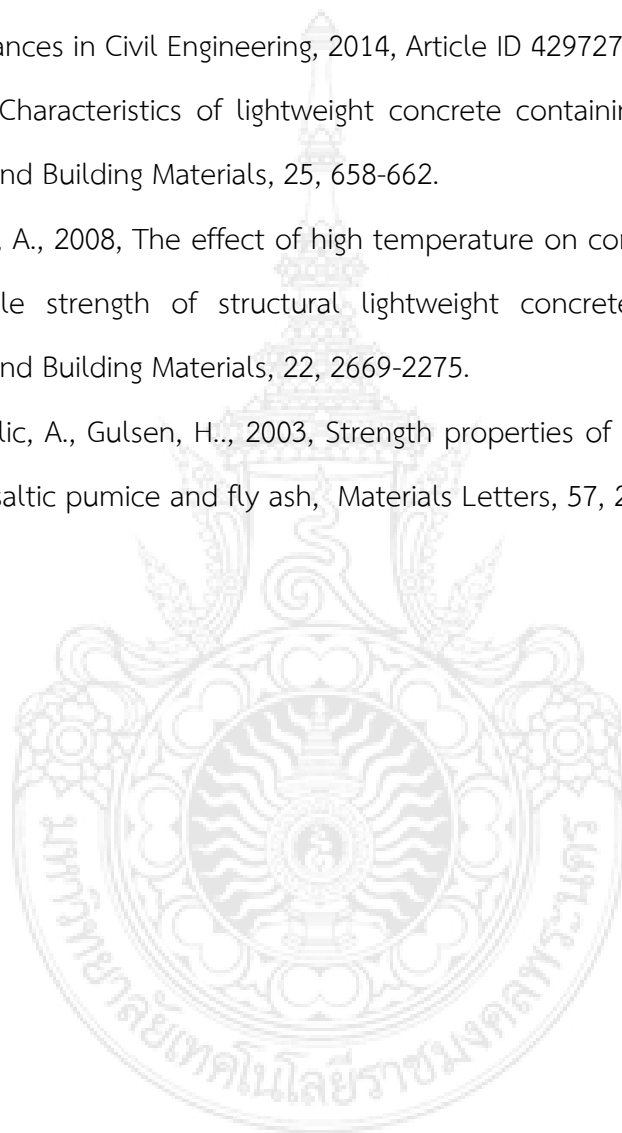 ances in Civil Engineering, 2014, Article ID 429727
Characteristics of lightweight concrete containin
nd Building Materials, 25, 658-662.
, A., 2008, The effect of high temperature on cor
le strength of structural lightweight concrete
nd Building Materials, 22, 2669-2275.
lic, A., Gulsen, H.., 2003, Strength properties of
saltic pumice and fly ash, Materials Letters, 57, 2
มหาวิทยาลัยเทคโนโลยีราชมงคลพระนคร